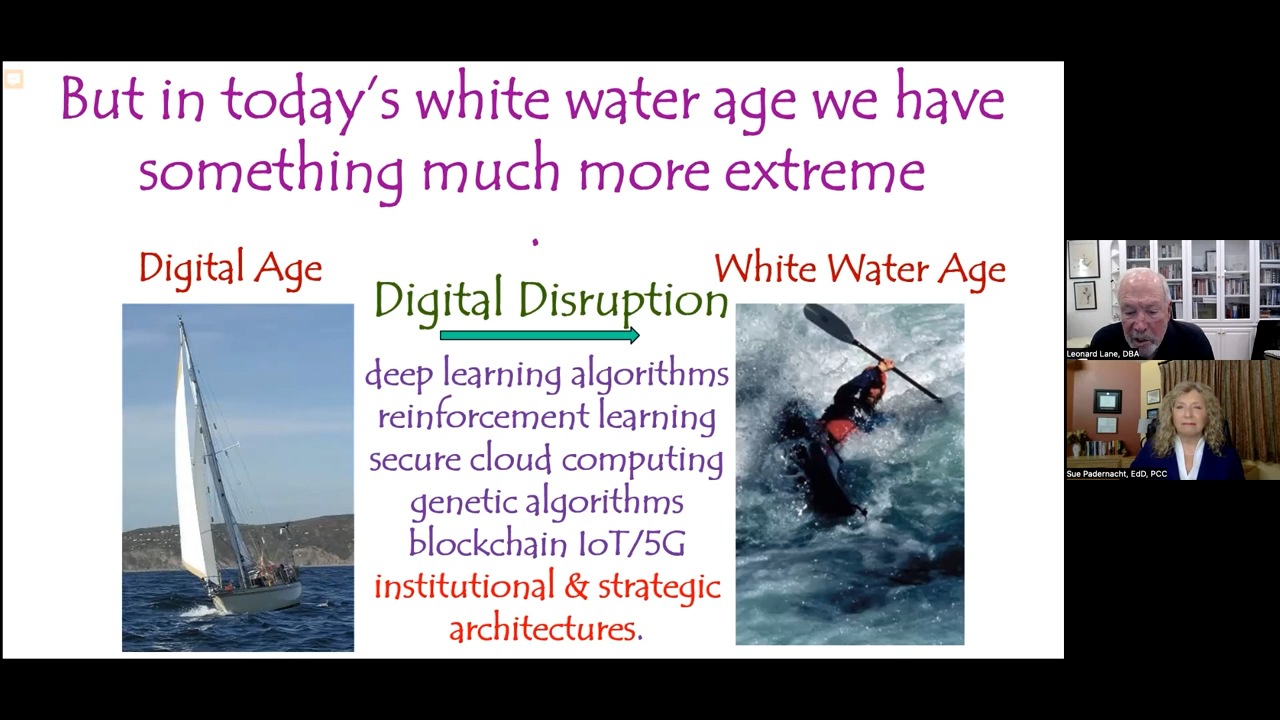 But in today's white water age we have
something much more extreme
.
Digital Age
Digital Disruption
White Water Age
deep learning algorithms
reinforcement learning
secure cloud computing
genetic algorithms
blockchain IoT/5G
institutional & strategic
architectures.
Leonard Lane, DBA
Sue Padernacht, EdD, PCC